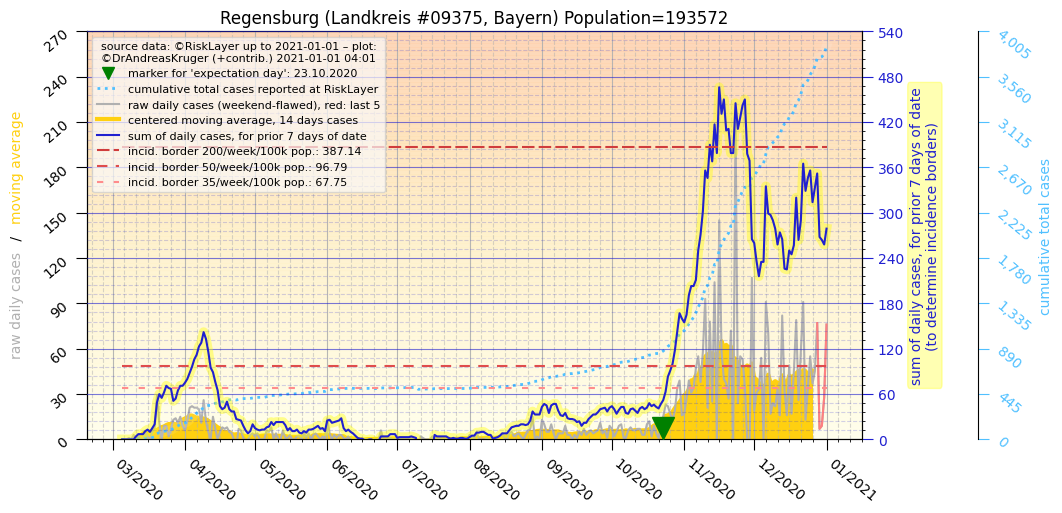 Regensburg (Landkreis #09375, Bayern) Population=193572
source data: ©RiskLayer up to 2021-01-01 – plot:
©DrAndreasKruger (+contrib.) 2021-01-01 04:01
marker for 'expectation day': 23.10.2020
cumulative total cases reported at RiskLayer
raw daily cases (weekend-flawed), red: last 5
centered moving average, 14 days cases
sum of daily cases, for prior 7 days of date
incid. border 200/week/100k pop.: 387.14
incid. border 50/week/100k pop.: 96.79
incid. border 35/week/100k pop.: 67.75
raw daily cases / moving average
270
240
210
180
150
120
90
60
30
0
03/2020
04/2020
05/2020
06/2020
07/2020
08/2020
09/2020
10/2020
11/2020
12/2020
01/2021
540
480
420
360
300
240
180
120
60
0
sum of daily cases, for prior 7 days of date
(to determine incidence borders)
4,005
3,560
3,115
2,670
2,225
1,780
1,335
890
445
0
cumulative total cases